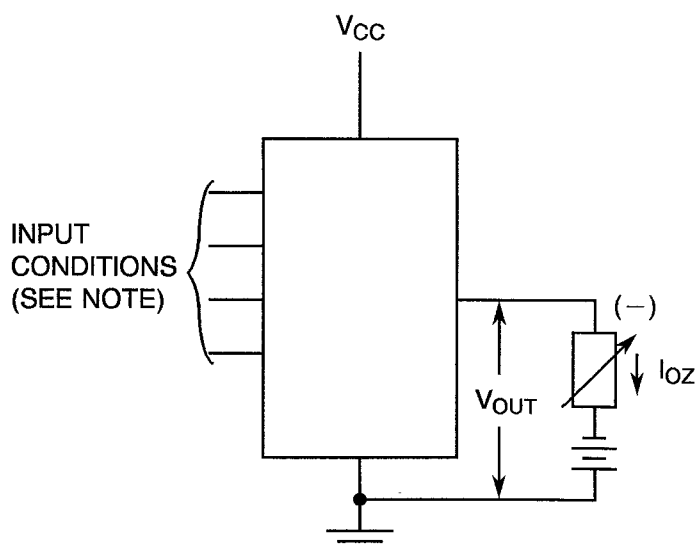 VCC
INPUT
CONDITIONS
(SEE NOTE)
(−)
IOZ
VOUT